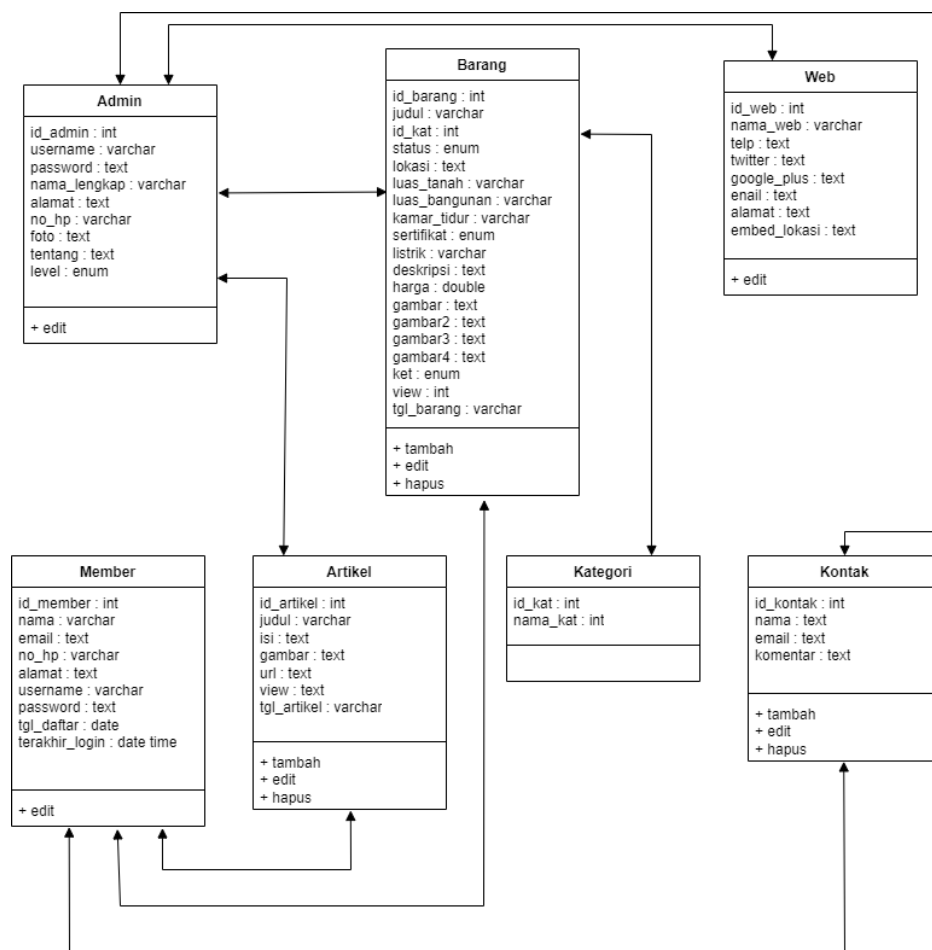 Admin
id_admin : int
username : varchar
password : text
nama_lengkap : varchar
alamat : text
no_hp : varchar
foto : text
tentang : text
level : enum
+ edit
Barang
id_barang : int
judul : varchar
id_kat : int
status : enum
lokasi : text
luas_tanah : varchar
luas_bangunan : varchar
kamar_tidur : varchar
sertifikat : enum
listrik : varchar
deskripsi : text
harga : double
gambar : text
gambar2 : text
gambar3 : text
gambar4 : text
ket : enum
view : int
tgl_barang : varchar
+ tambah
+ edit
+ hapus
Web
id_web : int
nama_web : varchar
telp : text
twitter : text
google_plus : text
enail : text
alamat : text
embed_lokasi : text
+ edit
Member
id_member : int
nama : varchar
email : text
no_hp : varchar
alamat : text
username : varchar
password : text
tgl_daftar : date
terakhir_login : date time
+ edit
Artikel
id_artikel : int
judul : varchar
isi : text
gambar : text
url : text
view : text
tgl_artikel : varchar
+ tambah
+ edit
+ hapus
Kategori
id_kat : int
nama_kat : int
Kontak
id_kontak : int
nama : text
email : text
komentar : text
+ tambah
+ edit
+ hapus